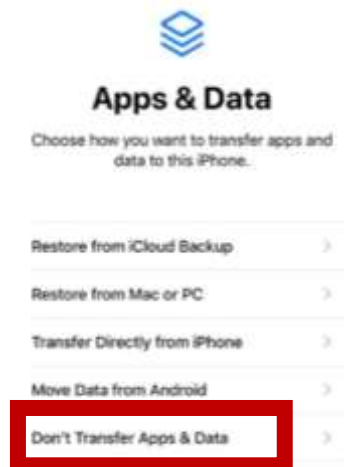 Apps & Data
Choose how you want to transfer apps and
data to this iPhone.
Restore from iCloud Backup
Restore from Mac or PC
Transfer Directly from iPhone
Move Data from Android
Don't Transfer Apps & Data